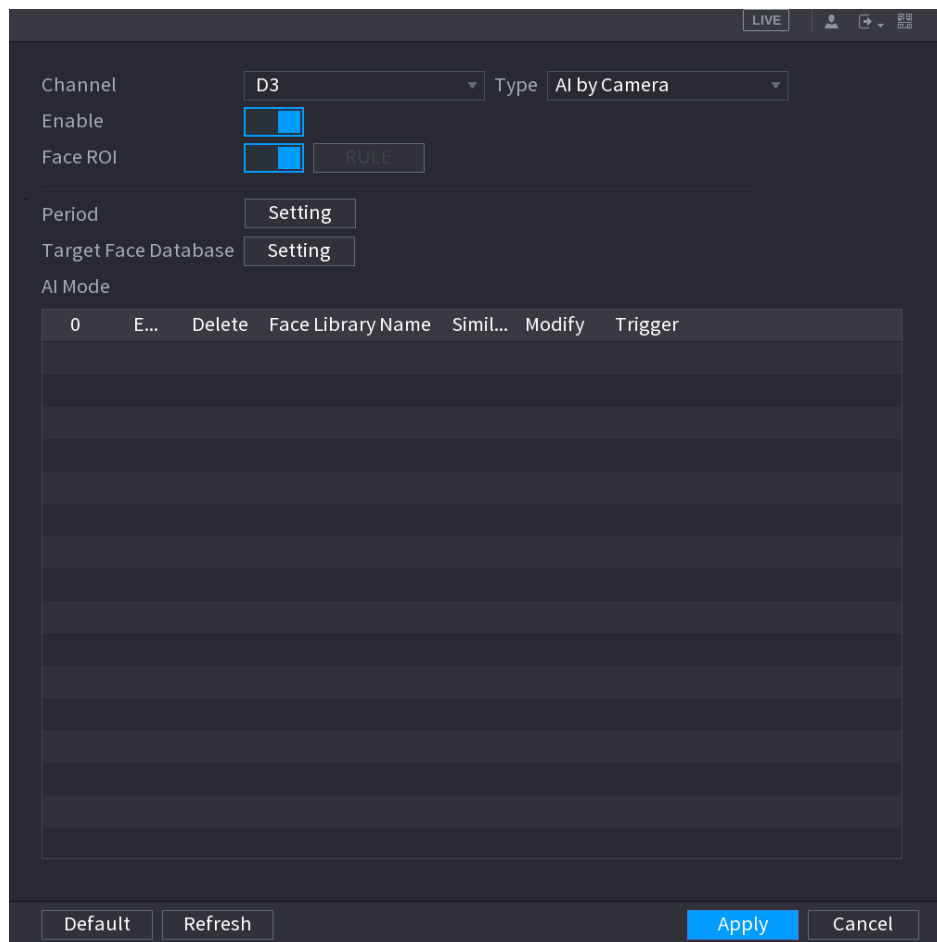 LIVE
Channel D3 Type AI by Camera
Enable
Face ROI RULE
Period Setting
Target Face Database Setting
AI Mode
0 E... Delete Face Library Name Simil... Modify Trigger
Default Refresh Apply Cancel